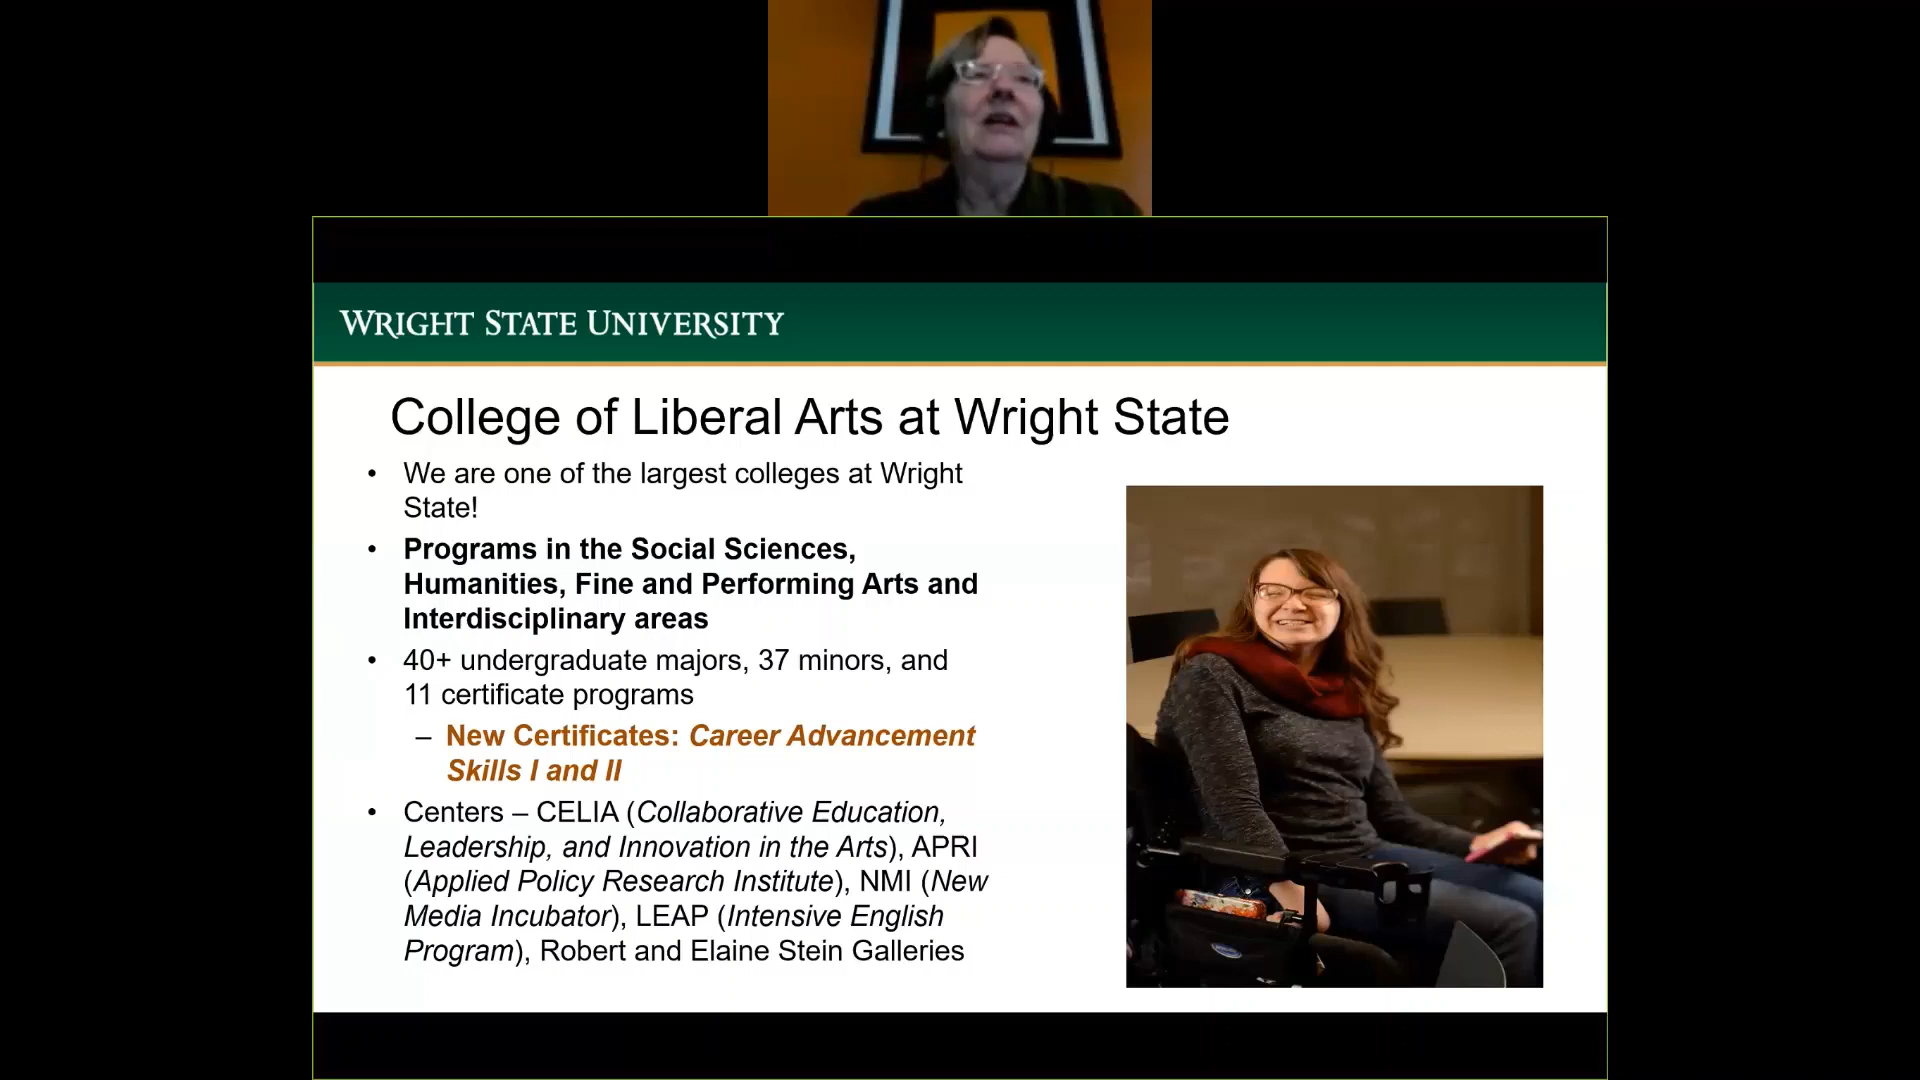 WRIGHT STATE UNIVERSITY
College of Liberal Arts at Wright State
• We are one of the largest colleges at Wright
State!
• Programs in the Social Sciences,
Humanities, Fine and Performing Arts and
Interdisciplinary areas
• 40+ undergraduate majors, 37 minors, and
11 certificate programs
– New Certificates: Career Advancement
Skills I and II
• Centers – CELIA (Collaborative Education,
Leadership, and Innovation in the Arts), APRI
(Applied Policy Research Institute), NMI (New
Media Incubator), LEAP (Intensive English
Program), Robert and Elaine Stein Galleries